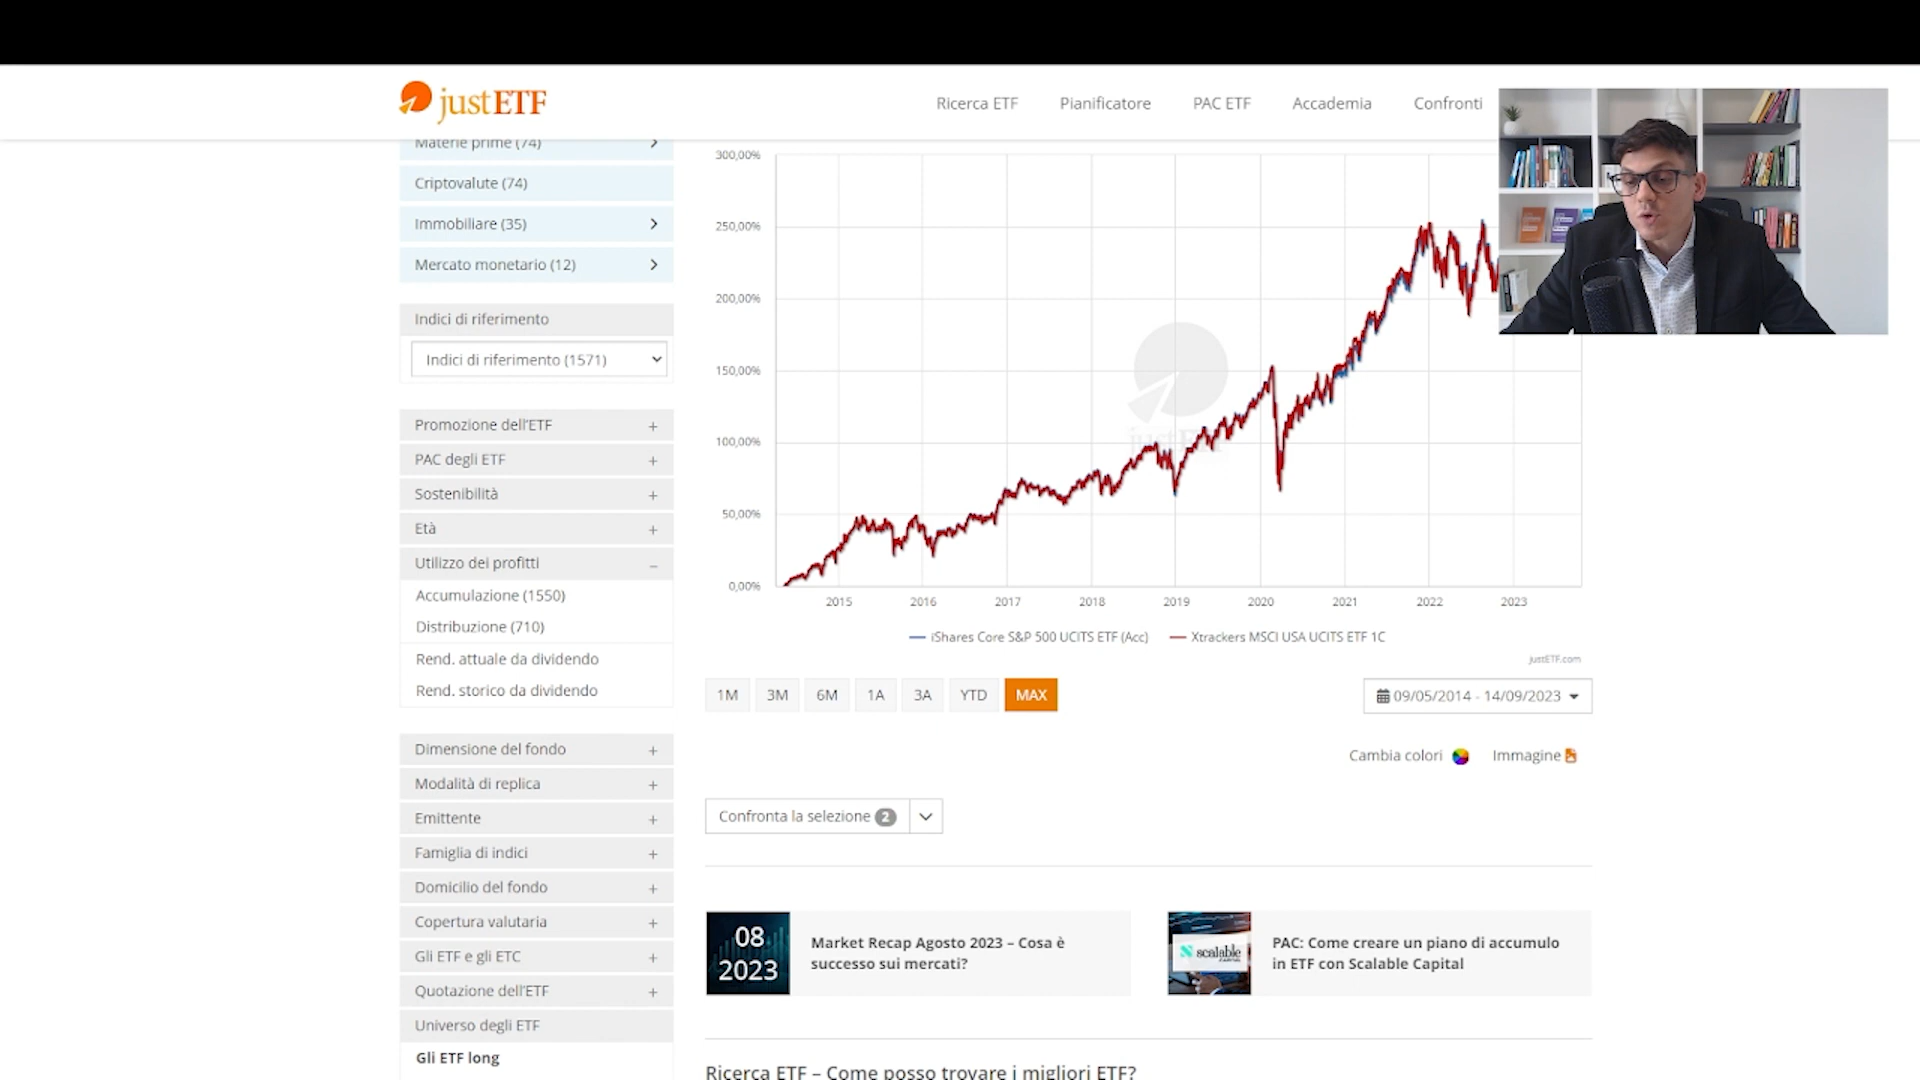 justETF
Ricerca ETF
Pianificatore
PAC ETF
Accademia
Confronti
Materie prime (74)
Criptovalute (74)
Immobiliare (35)
Mercato monetario (12)
Indici di riferimento
Indici di riferimento (1571)
Promozione dell'ETF
PAC degli ETF
Sostenibilità
Età
Utilizzo dei profitti
Accumulazione (1550)
Distribuzione (710)
Rend. attuale da dividendo
Rend. storico da dividendo
Dimensione del fondo
Modalità di replica
Emittente
Famiglia di indici
Domicilio del fondo
Copertura valutaria
Gli ETF e gli ETC
Quotazione dell'ETF
Universo degli ETF
Gli ETF long
300,00%
250,00%
200,00%
150,00%
100,00%
50,00%
0,00%
justETF
2015 2016 2017 2018 2019 2020 2021 2022 2023
iShares Core S&P 500 UCITS ETF (Acc) Xtrackers MSCI USA UCITS ETF 1C
justETF.com
1M 3M 6M 1A 3A YTD MAX
09/05/2014 - 14/09/2023
Cambia colori
Immagine
Confronta la selezione 2
08
2023
Market Recap Agosto 2023 – Cosa è
successo sui mercati?
scalable
CAPITAL
PAC: Come creare un piano di accumulo
in ETF con Scalable Capital
Ricerca ETF – Come posso trovare i migliori ETF?